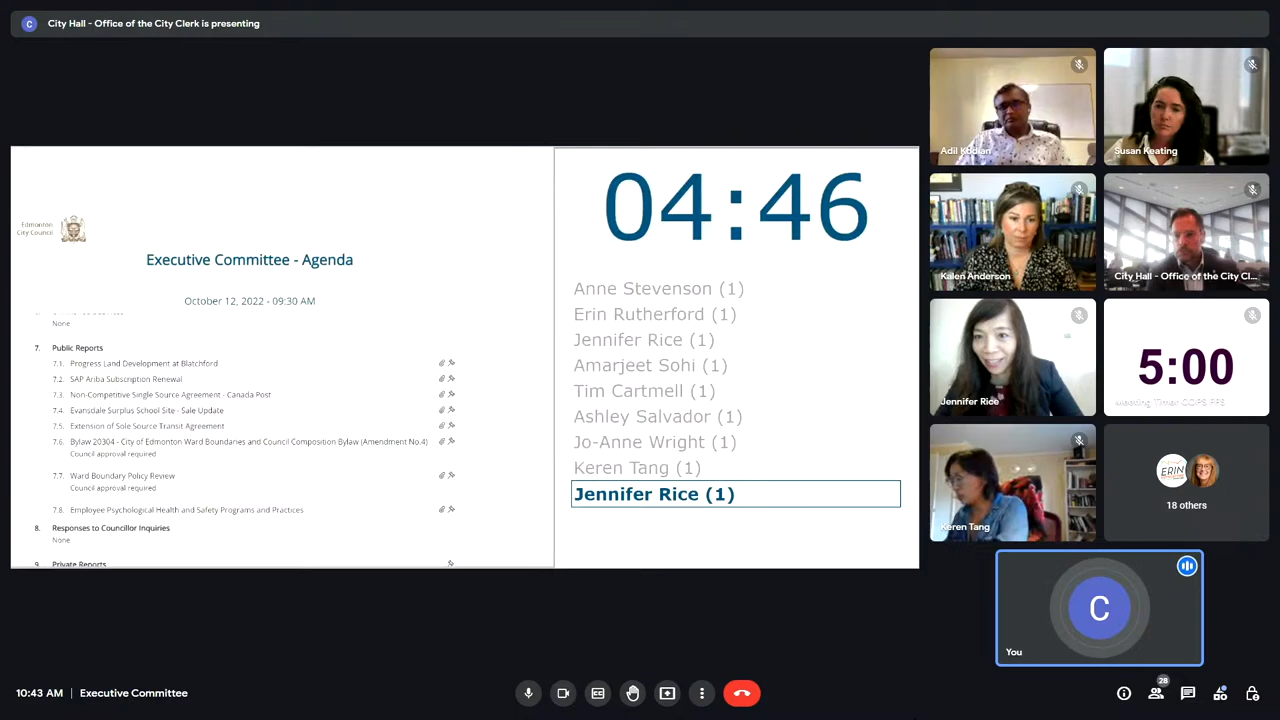 C City Hall - Office of the City Clerk is presenting
Edmonton
City Council
Executive Committee - Agenda
October 12, 2022 - 09:30 AM
None
7. Public Reports
7.1. Progress Land Development at Blatchford
7.2. SAP Ariba Subscription Renewal
7.3. Non-Competitive Single Source Agreement - Canada Post
7.4. Evansdale Surplus School Site - Sale Update
7.5. Extension of Sole Source Transit Agreement
7.6. Bylaw 20304 - City of Edmonton Ward Boundaries and Council Composition Bylaw (Amendment No.4)
Council approval required
7.7. Ward Boundary Policy Review
Council approval required
7.8. Employee Psychological Health and Safety Programs and Practices
8. Responses to Councillor Inquiries
None
9. Private Reports
04:46
Anne Stevenson (1)
Erin Rutherford (1)
Jennifer Rice (1)
Amarjeet Sohi (1)
Tim Cartmell (1)
Ashley Salvador (1)
Jo-Anne Wright (1)
Keren Tang (1)
Jennifer Rice (1)
Adil Kodian
Susan Keating
Kalen Anderson
City Hall - Office of the City Cl...
Jennifer Rice
5:00
Meeting Timer COPS FFS
Keren Tang
ERIN
18 others
C
You
10:43 AM | Executive Committee
28